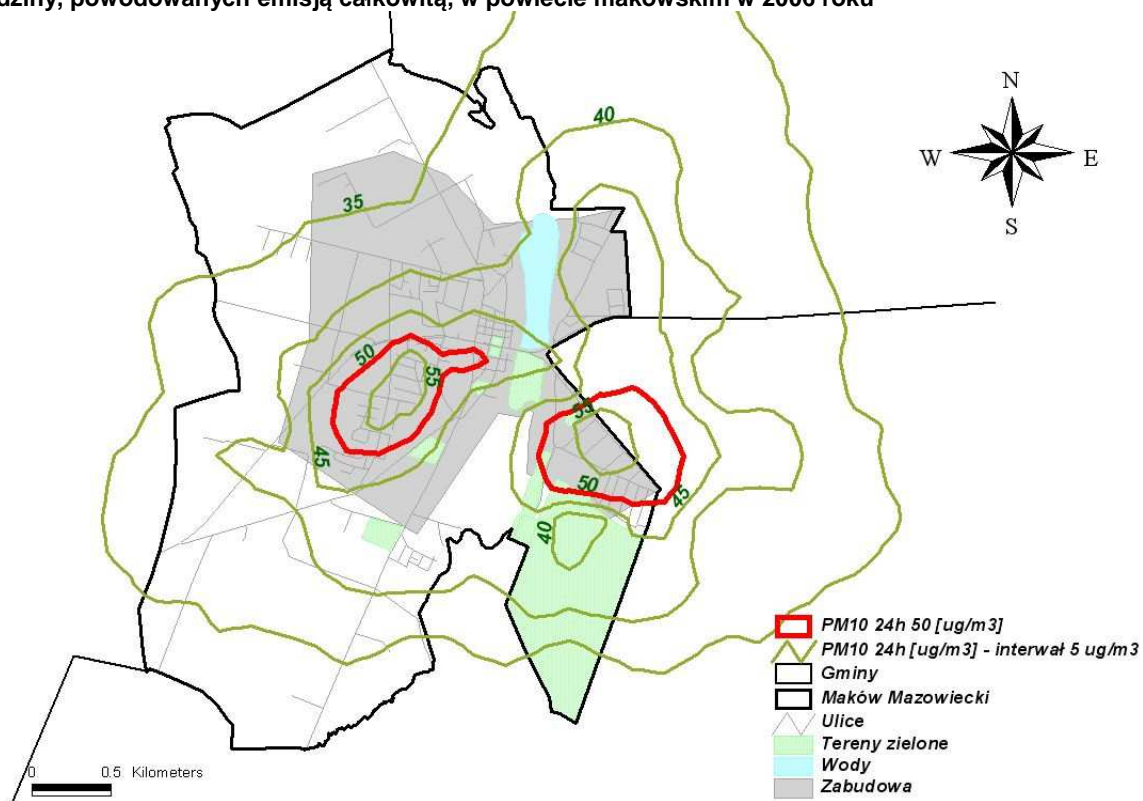 dziny, powodowanych emisją całkowitą, w powiecie makowskim w 2006 roku
N
W
E
S
40
35
50
55
45
55
50
45
40
PM10 24h 50 [ug/m3]
PM10 24h [ug/m3] - interwał 5 ug/m3
Gminy
Maków Mazowiecki
Ulice
Tereny zielone
Wody
Zabudowa
0 0.5 Kilometers